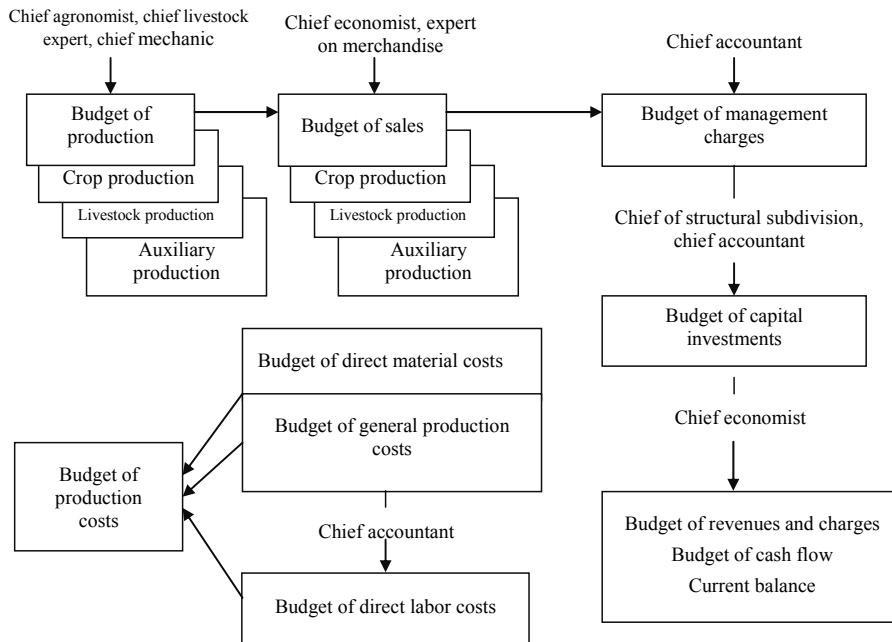 Chief agronomist, chief livestock
expert, chief mechanic
Chief economist, expert
on merchandise
Chief accountant
Budget of
production
Crop production
Livestock production
Auxiliary
production
Budget of sales
Crop production
Livestock production
Auxiliary
production
Budget of management
charges
Chief of structural subdivision,
chief accountant
Budget of capital
investments
Chief economist
Budget of revenues and charges
Budget of cash flow
Current balance
Budget of direct material costs
Budget of general production
costs
Budget of
production
costs
Chief accountant
Budget of direct labor costs